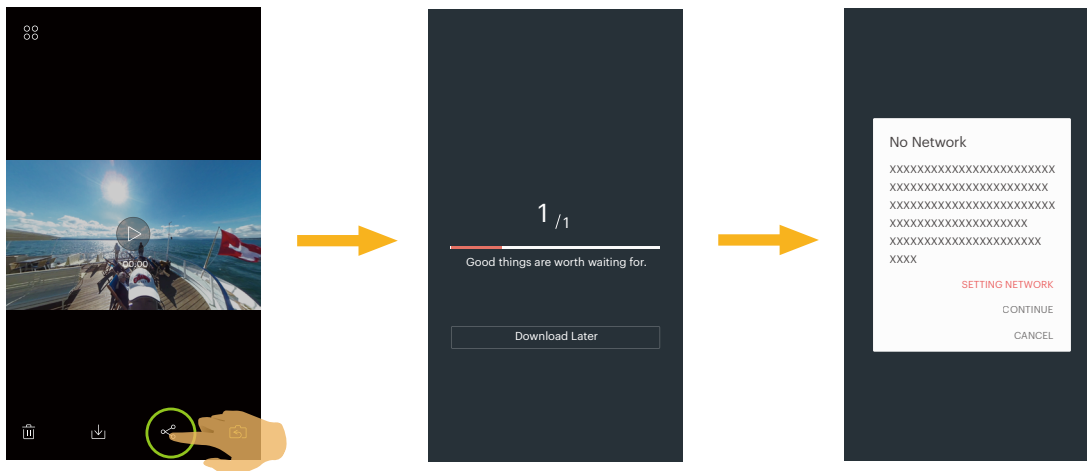 00:00
1 /1
Good things are worth waiting for.
Download Later
No Network
XXXXXXXXXXXXXXXXXXXXXXXX
XXXXXXXXXXXXXXXXXXXXXXX
XXXXXXXXXXXXXXXXXXXXXXXX
XXXXXXXXXXXXXXXXXXXX
XXXXXXXXXXXXXXXXXXXXXX
XXXX
SETTING NETWORK
CONTINUE
CANCEL